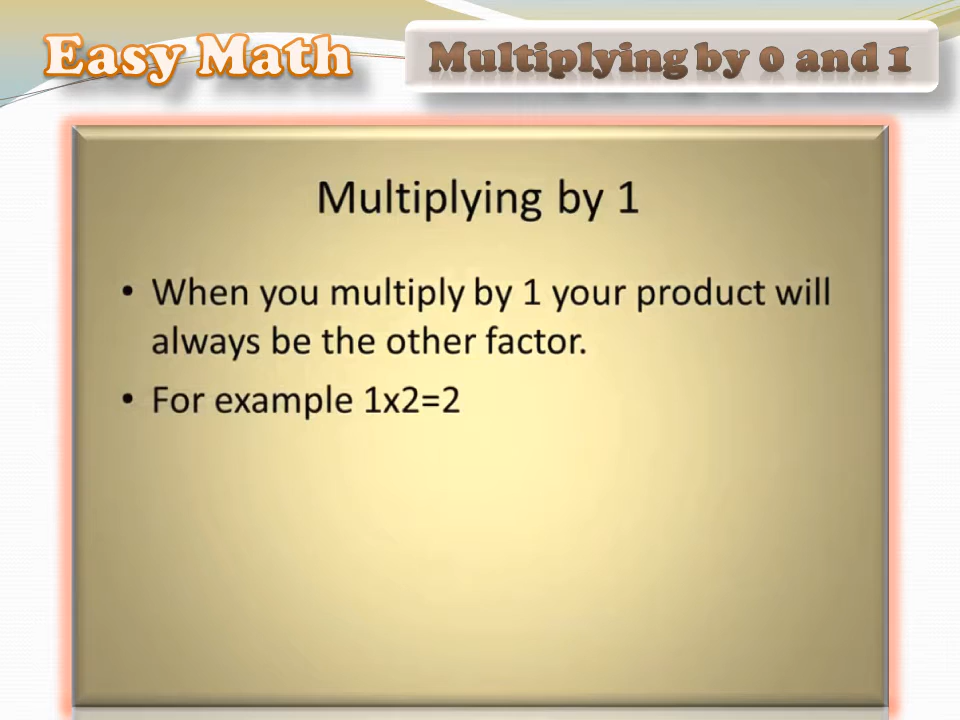 Easy Math
Multiplying by 0 and 1
Multiplying by 1
• When you multiply by 1 your product will
always be the other factor.
• For example 1x2=2